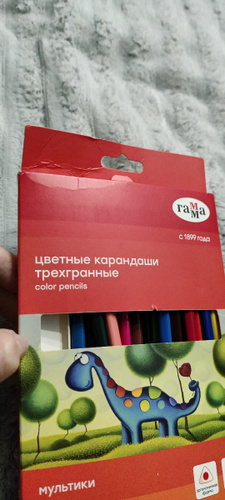 гамма
с 1899 года
цветные карандаши
трехгранные
color pencils
мультики